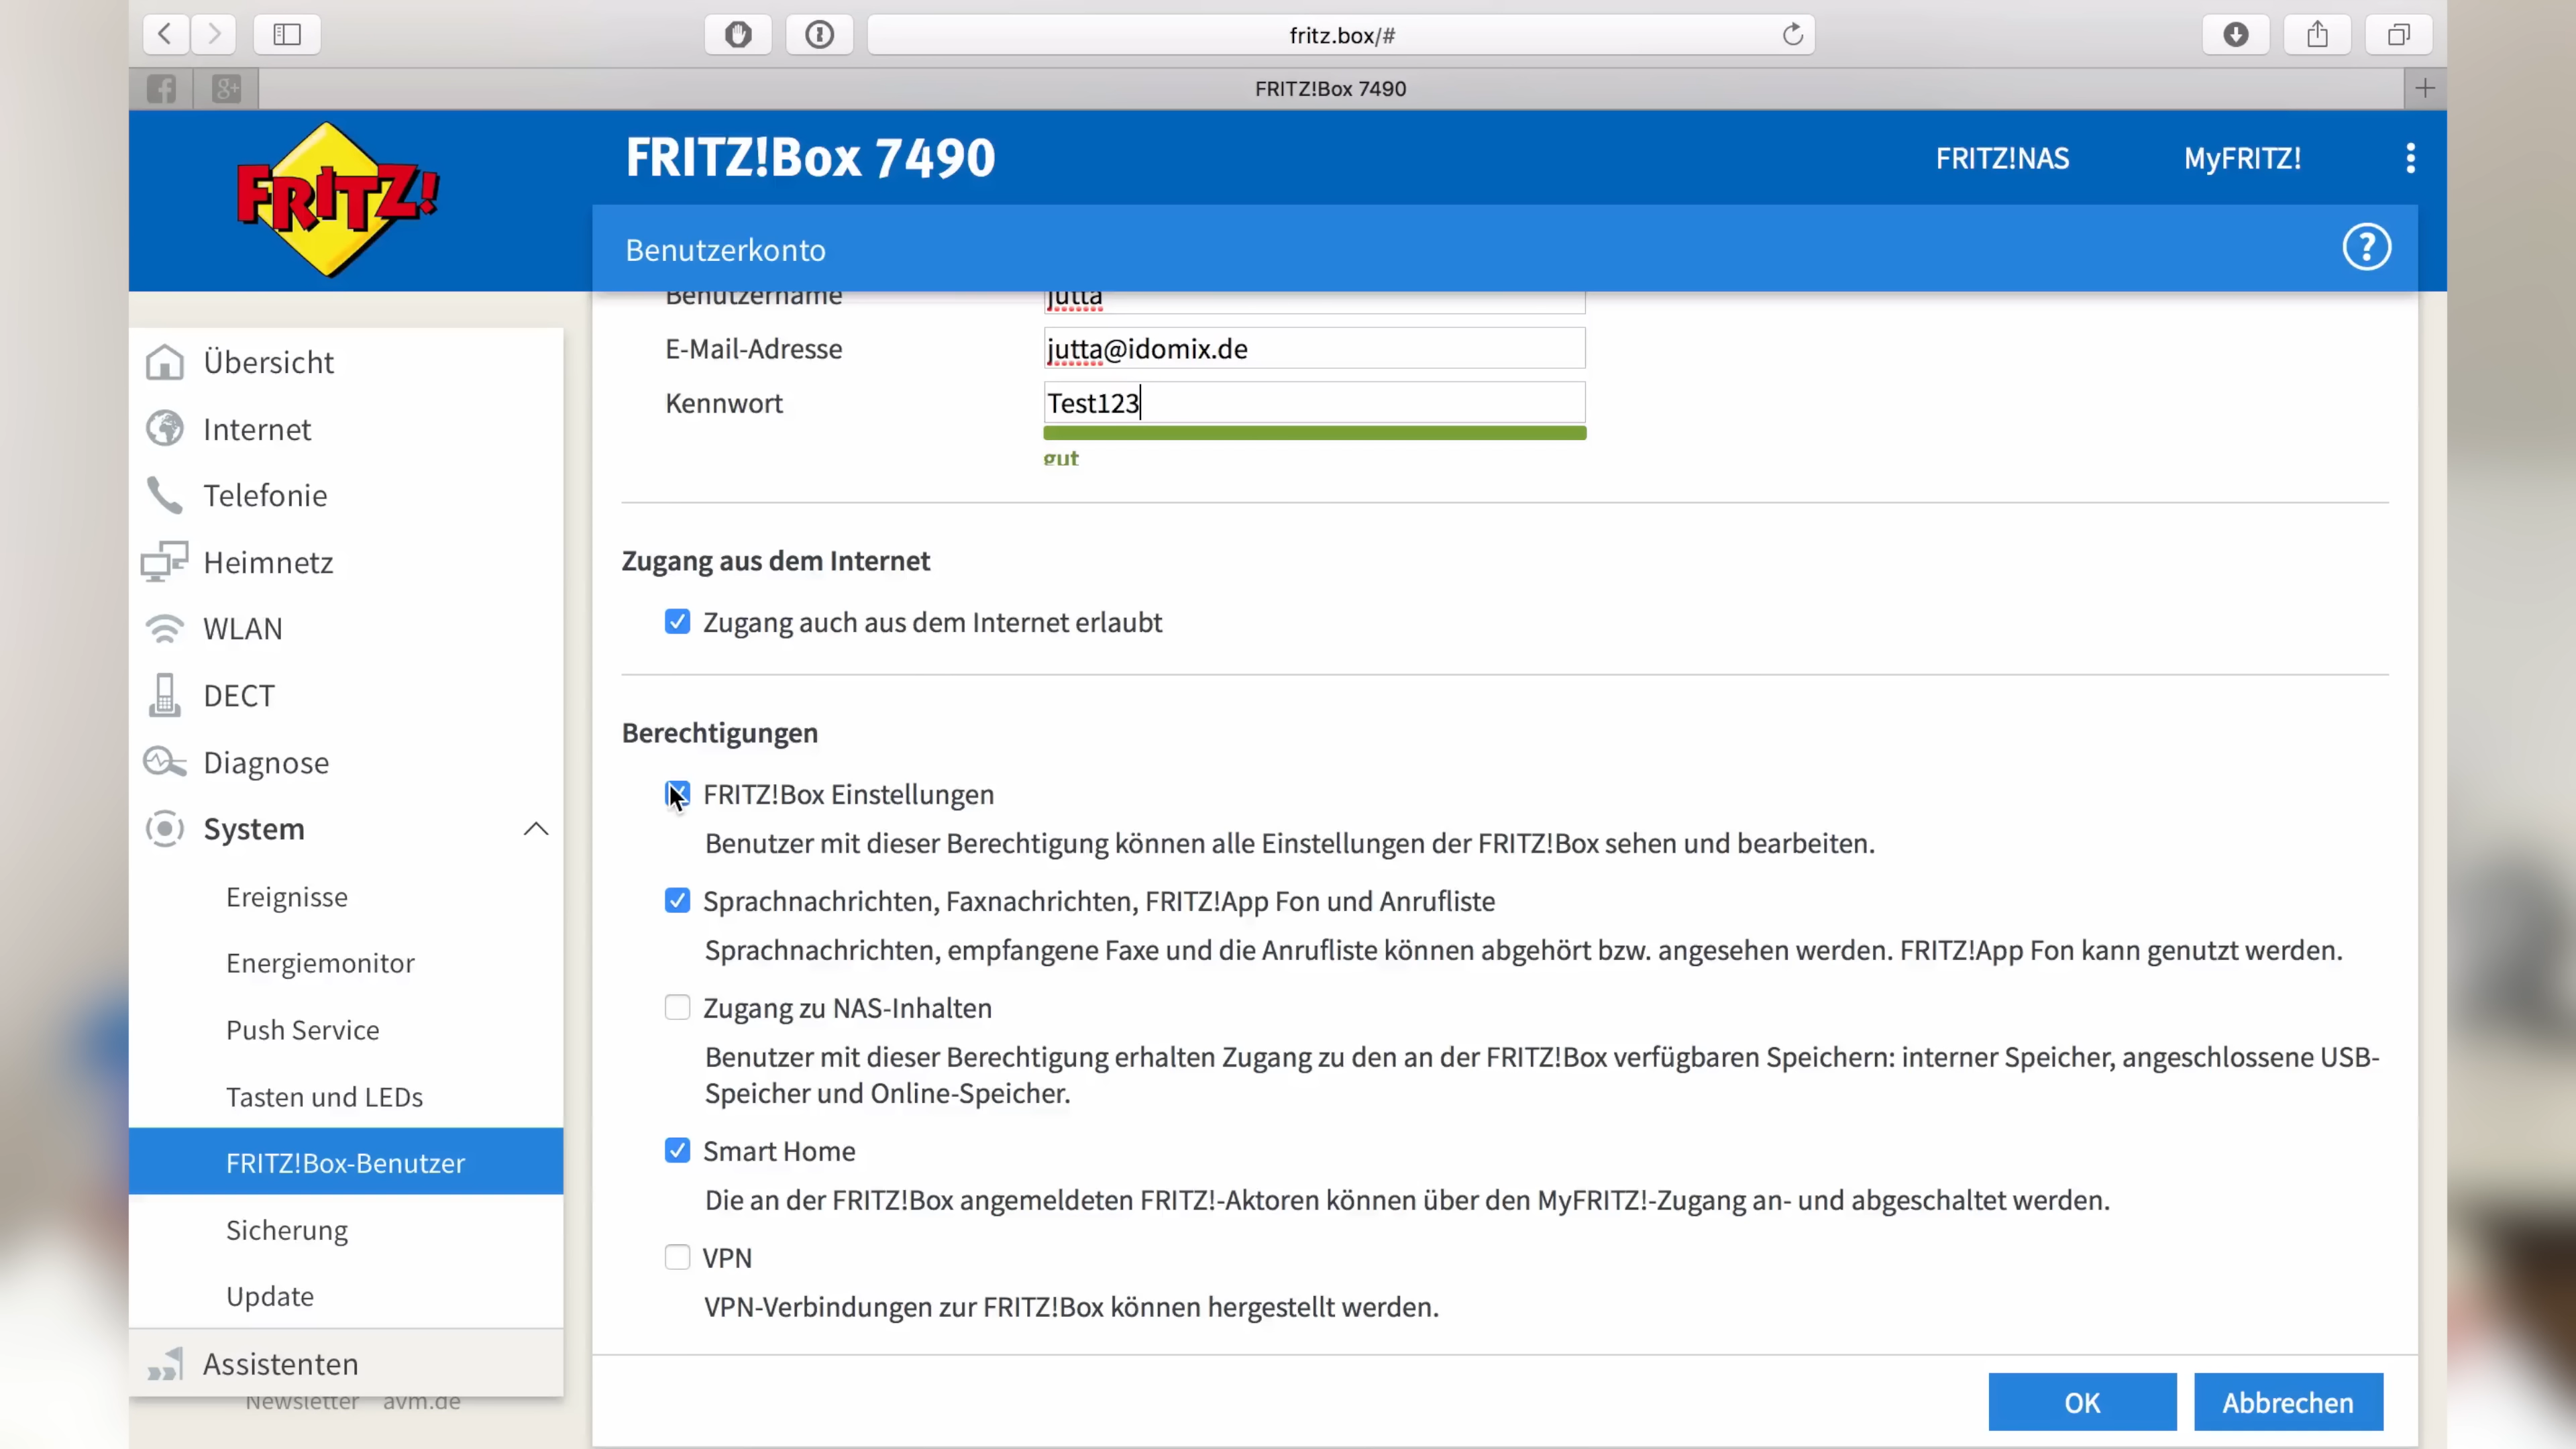 fritz.box/#
FRITZ!Box 7490
FRITZ!
FRITZ!Box 7490
FRITZ!NAS
MyFRITZ!
Benutzerkonto
Benutzername
jutta
E-Mail-Adresse
jutta@idomix.de
Kennwort
Test123
gut
Zugang aus dem Internet
Zugang auch aus dem Internet erlaubt
Berechtigungen
FRITZ!Box Einstellungen
Benutzer mit dieser Berechtigung können alle Einstellungen der FRITZ!Box sehen und bearbeiten.
Sprachnachrichten, Faxnachrichten, FRITZ!App Fon und Anrufliste
Sprachnachrichten, empfangene Faxe und die Anrufliste können abgehört bzw. angesehen werden. FRITZ!App Fon kann genutzt werden.
Zugang zu NAS-Inhalten
Benutzer mit dieser Berechtigung erhalten Zugang zu den an der FRITZ!Box verfügbaren Speichern: interner Speicher, angeschlossene USB-
Speicher und Online-Speicher.
Smart Home
Die an der FRITZ!Box angemeldeten FRITZ!-Aktoren können über den MyFRITZ!-Zugang an- und abgeschaltet werden.
VPN
VPN-Verbindungen zur FRITZ!Box können hergestellt werden.
OK
Abbrechen
Übersicht
Internet
Telefonie
Heimnetz
WLAN
DECT
Diagnose
System
Ereignisse
Energiemonitor
Push Service
Tasten und LEDs
FRITZ!Box-Benutzer
Sicherung
Update
Assistenten
Newsletter
avm.de